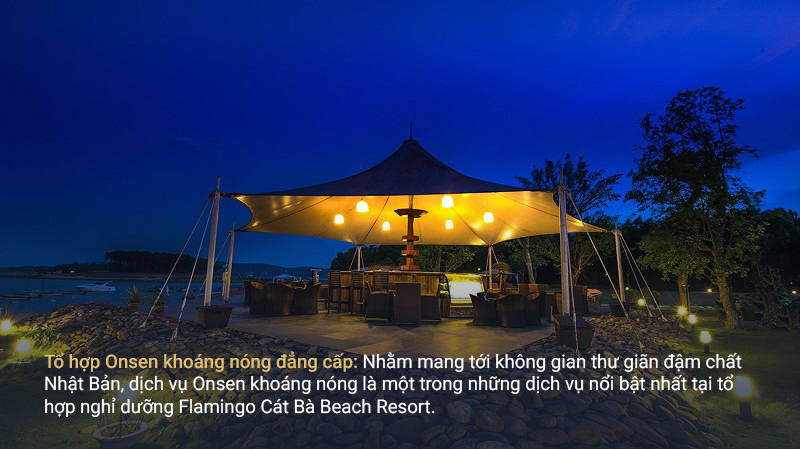 Tổ hợp Onsen khoáng nóng đẳng cấp: Nhằm mang tới không gian thư giãn đậm chất
Nhật Bản, dịch vụ Onsen khoáng nóng là một trong những dịch vụ nổi bật nhất tại tổ
hợp nghỉ dưỡng Flamingo Cát Bà Beach Resort.